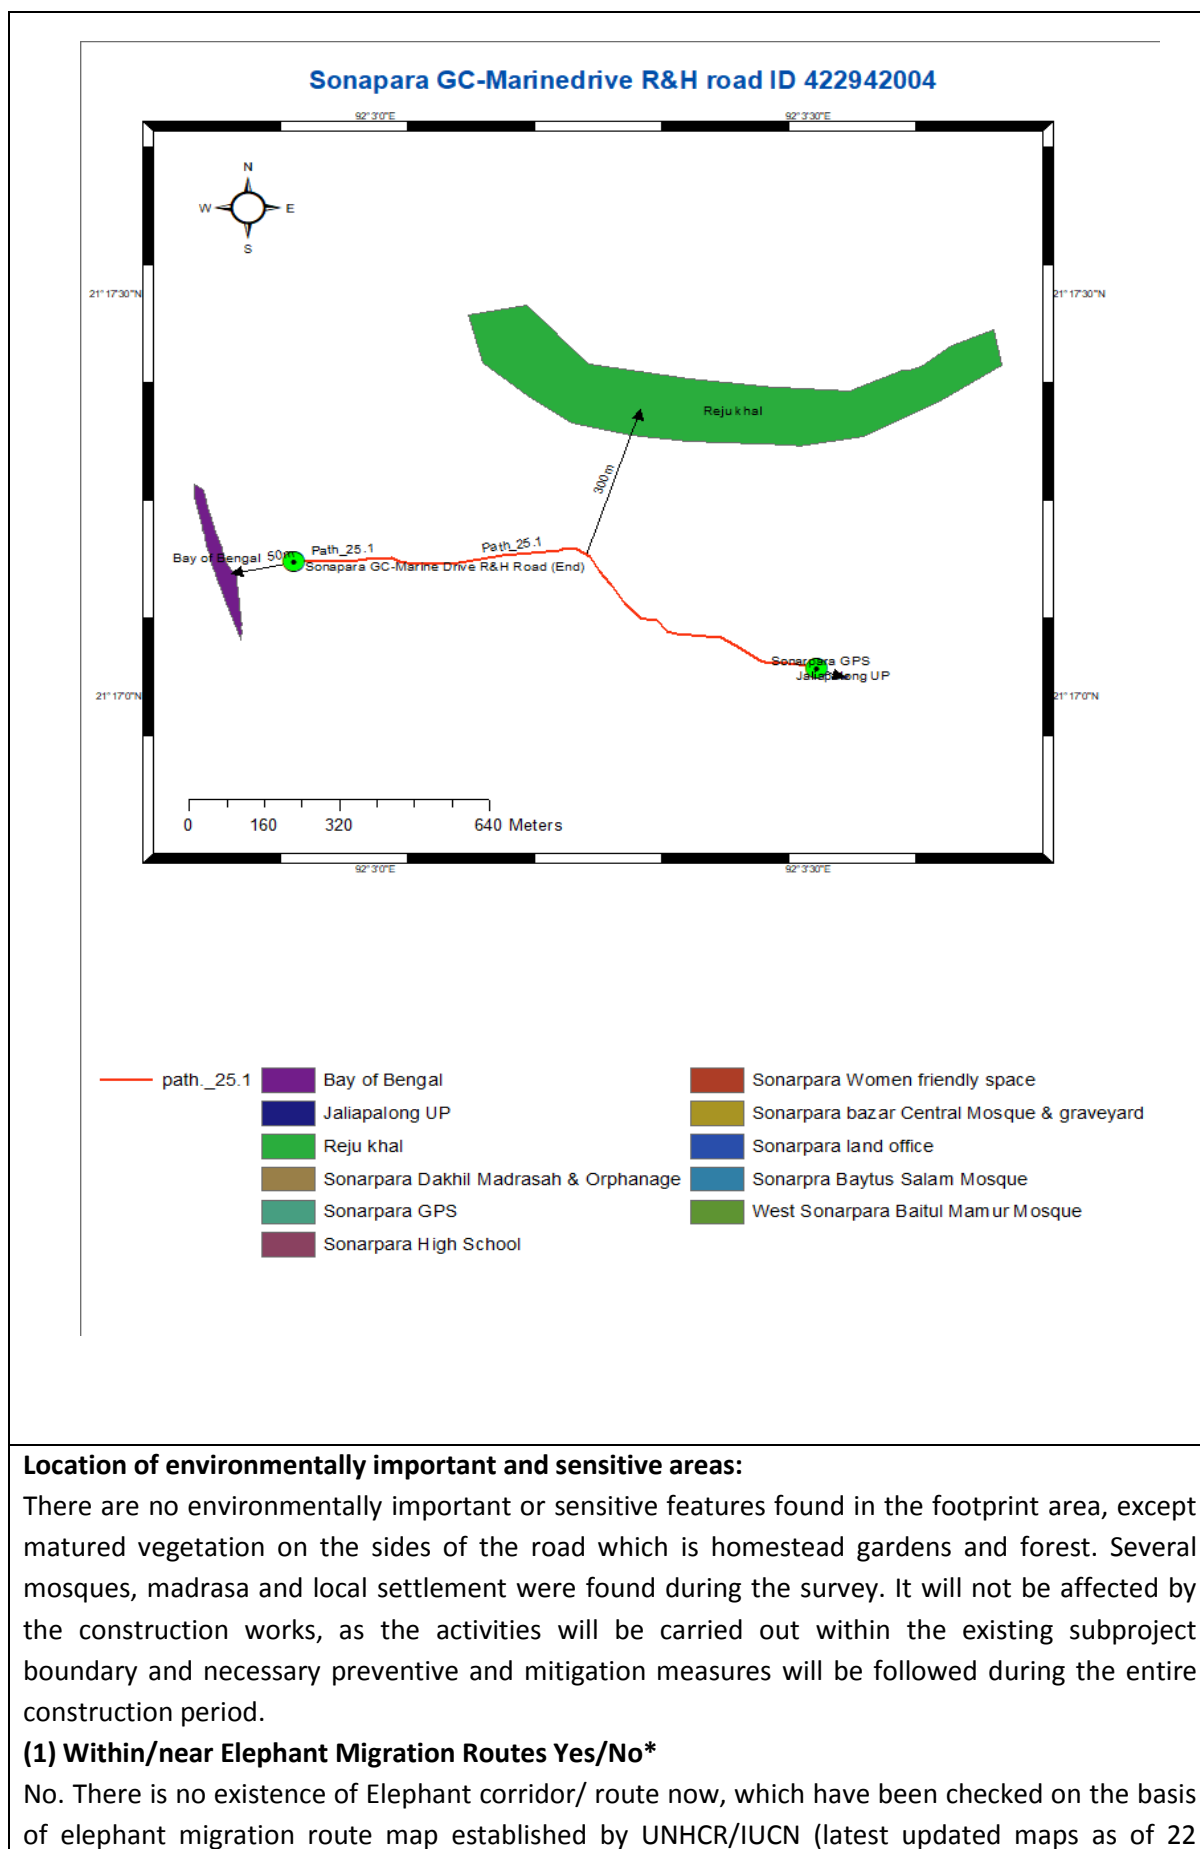 Sonapara GC-Marinedrive R&H road ID 422942004
92°3'0"E 92°3'30"E
N
W E
S
21°17'30"N 21°17'30"N
Reju khal
300m
Path_25.1 Path_25.1
Bay of Bengal 50m
Sonapara GC-Marine Drive R&H Road (End)
Sonarpara GPS
Jaliapalong UP
21°17'0"N 21°17'0"N
0 160 320 640 Meters
92°3'0"E 92°3'30"E
path._25.1 Bay of Bengal Sonarpara Women friendly space
Jaliapalong UP Sonarpara bazar Central Mosque & graveyard
Reju khal Sonarpara land office
Sonarpara Dakhil Madrasah & Orphanage Sonarpra Baytus Salam Mosque
Sonarpara GPS West Sonarpara Baitul Mamur Mosque
Sonarpara High School
Location of environmentally important and sensitive areas:
There are no environmentally important or sensitive features found in the footprint area, except
matured vegetation on the sides of the road which is homestead gardens and forest. Several
mosques, madrasa and local settlement were found during the survey. It will not be affected by
the construction works, as the activities will be carried out within the existing subproject
boundary and necessary preventive and mitigation measures will be followed during the entire
construction period.
(1) Within/near Elephant Migration Routes Yes/No*
No. There is no existence of Elephant corridor/ route now, which have been checked on the basis
of elephant migration route map established by UNHCR/IUCN (latest updated maps as of 22